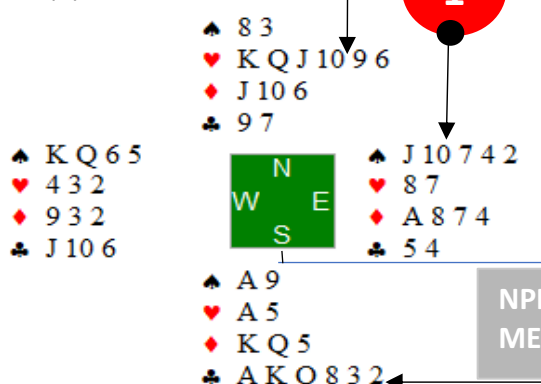 ♠ 8 3
♥ K Q J 10 9 6
♦ J 10 6
♣ 9 7
♠ K Q 6 5
♥ 4 3 2
♦ 9 3 2
♣ J 10 6
N
W E
S
♠ J 10 7 4 2
♥ 8 7
♦ A 8 7 4
♣ 5 4
♠ A 9
♥ A 5
♦ K Q 5
♣ A K Q 8 3 2
ME